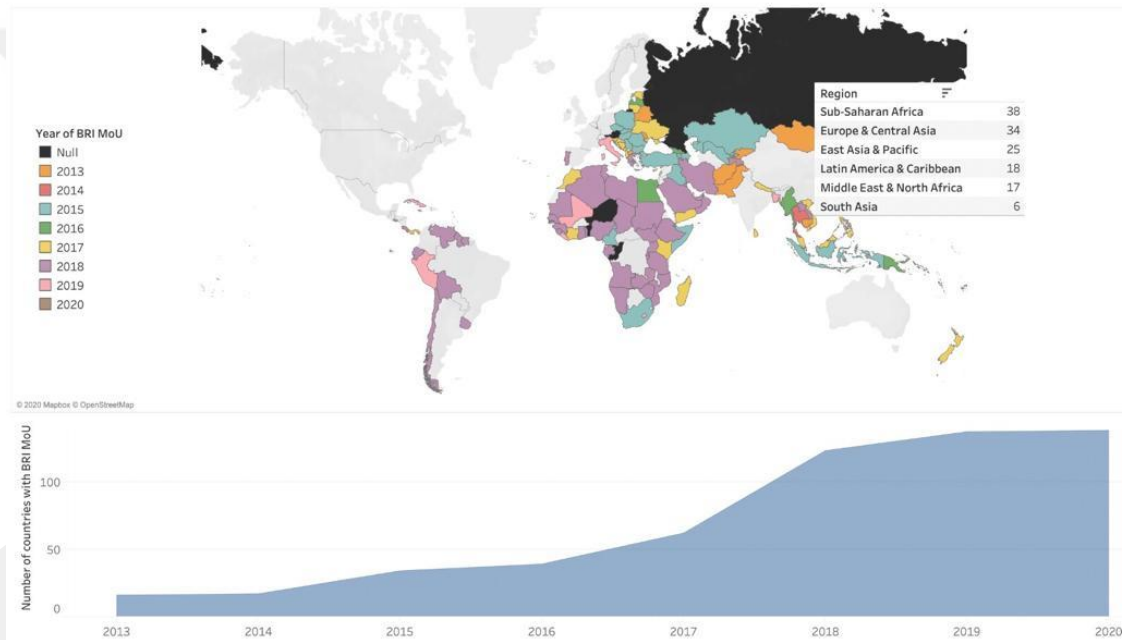 Region
Sub-Saharan Africa 38
Europe & Central Asia 34
East Asia & Pacific 25
Latin America & Caribbean 18
Middle East & North Africa 17
South Asia 6
Year of BRI MoU
Null
2013
2014
2015
2016
2017
2018
2019
2020
© 2020 Mapbox © OpenStreetMap
Number of countries with BRI MoU
100
50
0
2013 2014 2015 2016 2017 2018 2019 2020